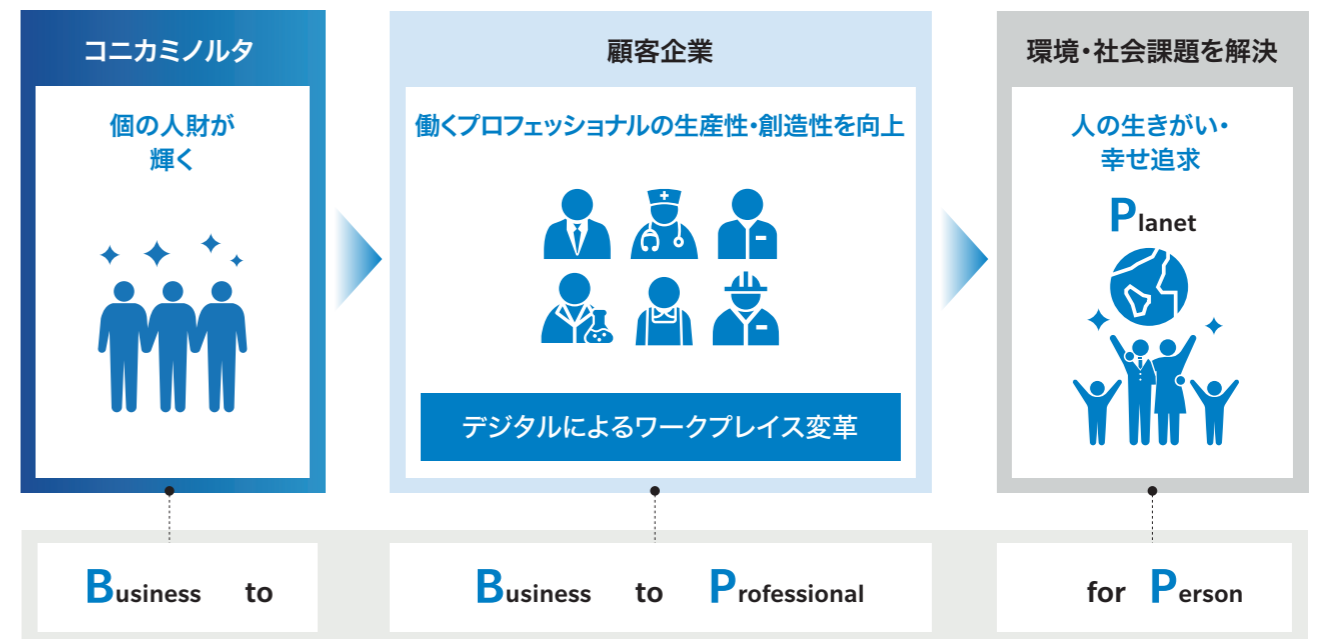 コニカミノルタ
個の人財が
輝く
顧客企業
働くプロフェッショナルの生産性・創造性を向上
デジタルによるワークプレイス変革
環境・社会課題を解決
人の生きがい・
幸せ追求
Planet
Business to
Business to Professional
for Person